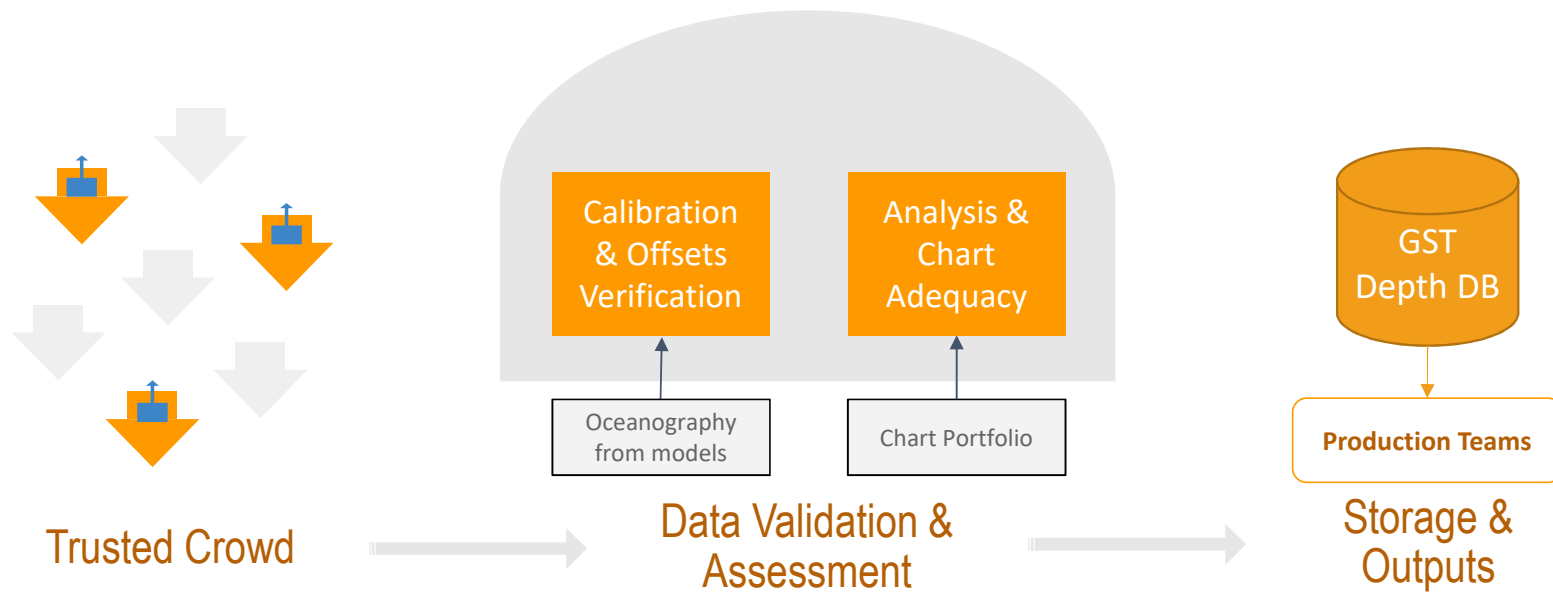 Calibration
& Offsets
Verification
Analysis &
Chart
Adequacy
GST
Depth DB
Oceanography
from models
Chart Portfolio
Production Teams
Trusted Crowd
Data Validation &
Assessment
Storage &
Outputs